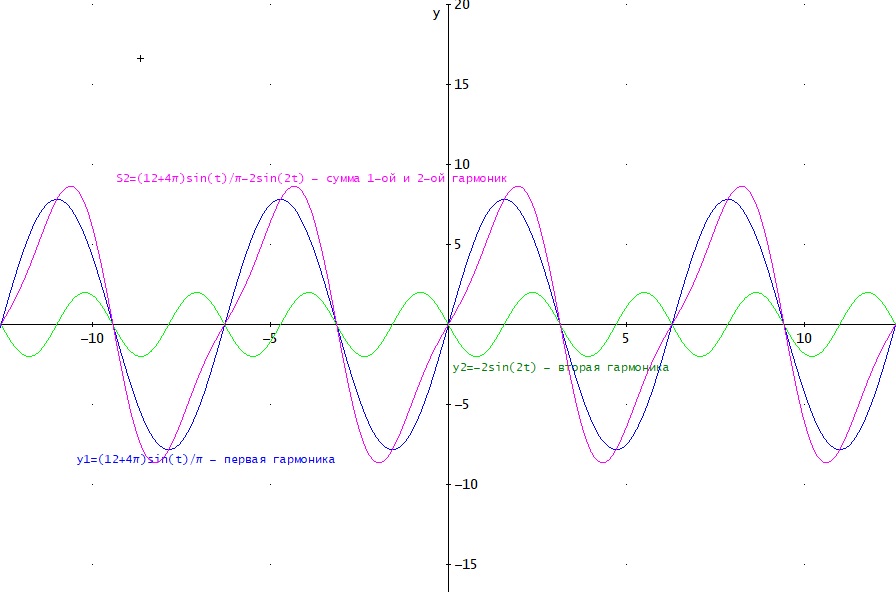 20
y
15
10
S2=(12+4π)sin(t)/π−2sin(2t) − сумма 1−ой и 2−ой гармоник
5
−10 −5 5 10
y2=−2sin(2t) − вторая гармоника
−5
y1=(12+4π)sin(t)/π − первая гармоника
−10
−15